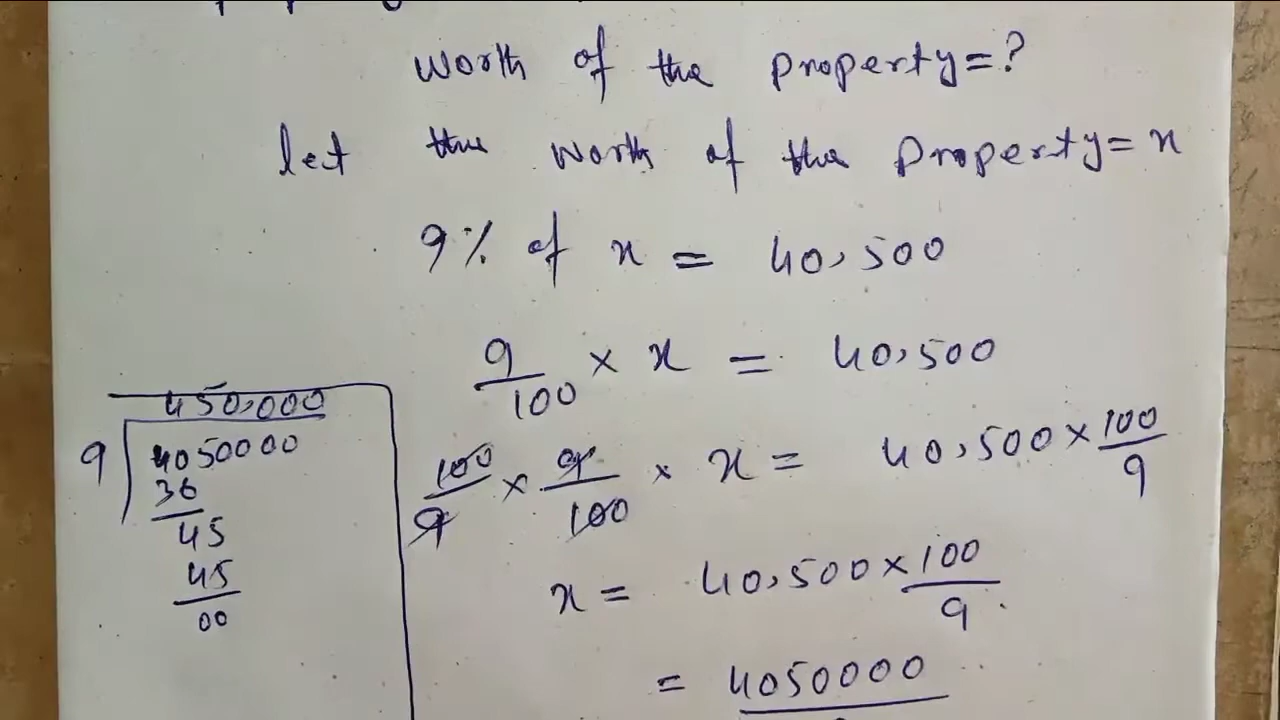 worth of the property=?
let the worth of the property= x
9% of x = 40,500
9/100 × x = 40,500
100/9 × 9/100 × x = 40,500 × 100/9
x = 40,500 × 100/9
= 4050000
450,000
9 4050000
36
45
45
00